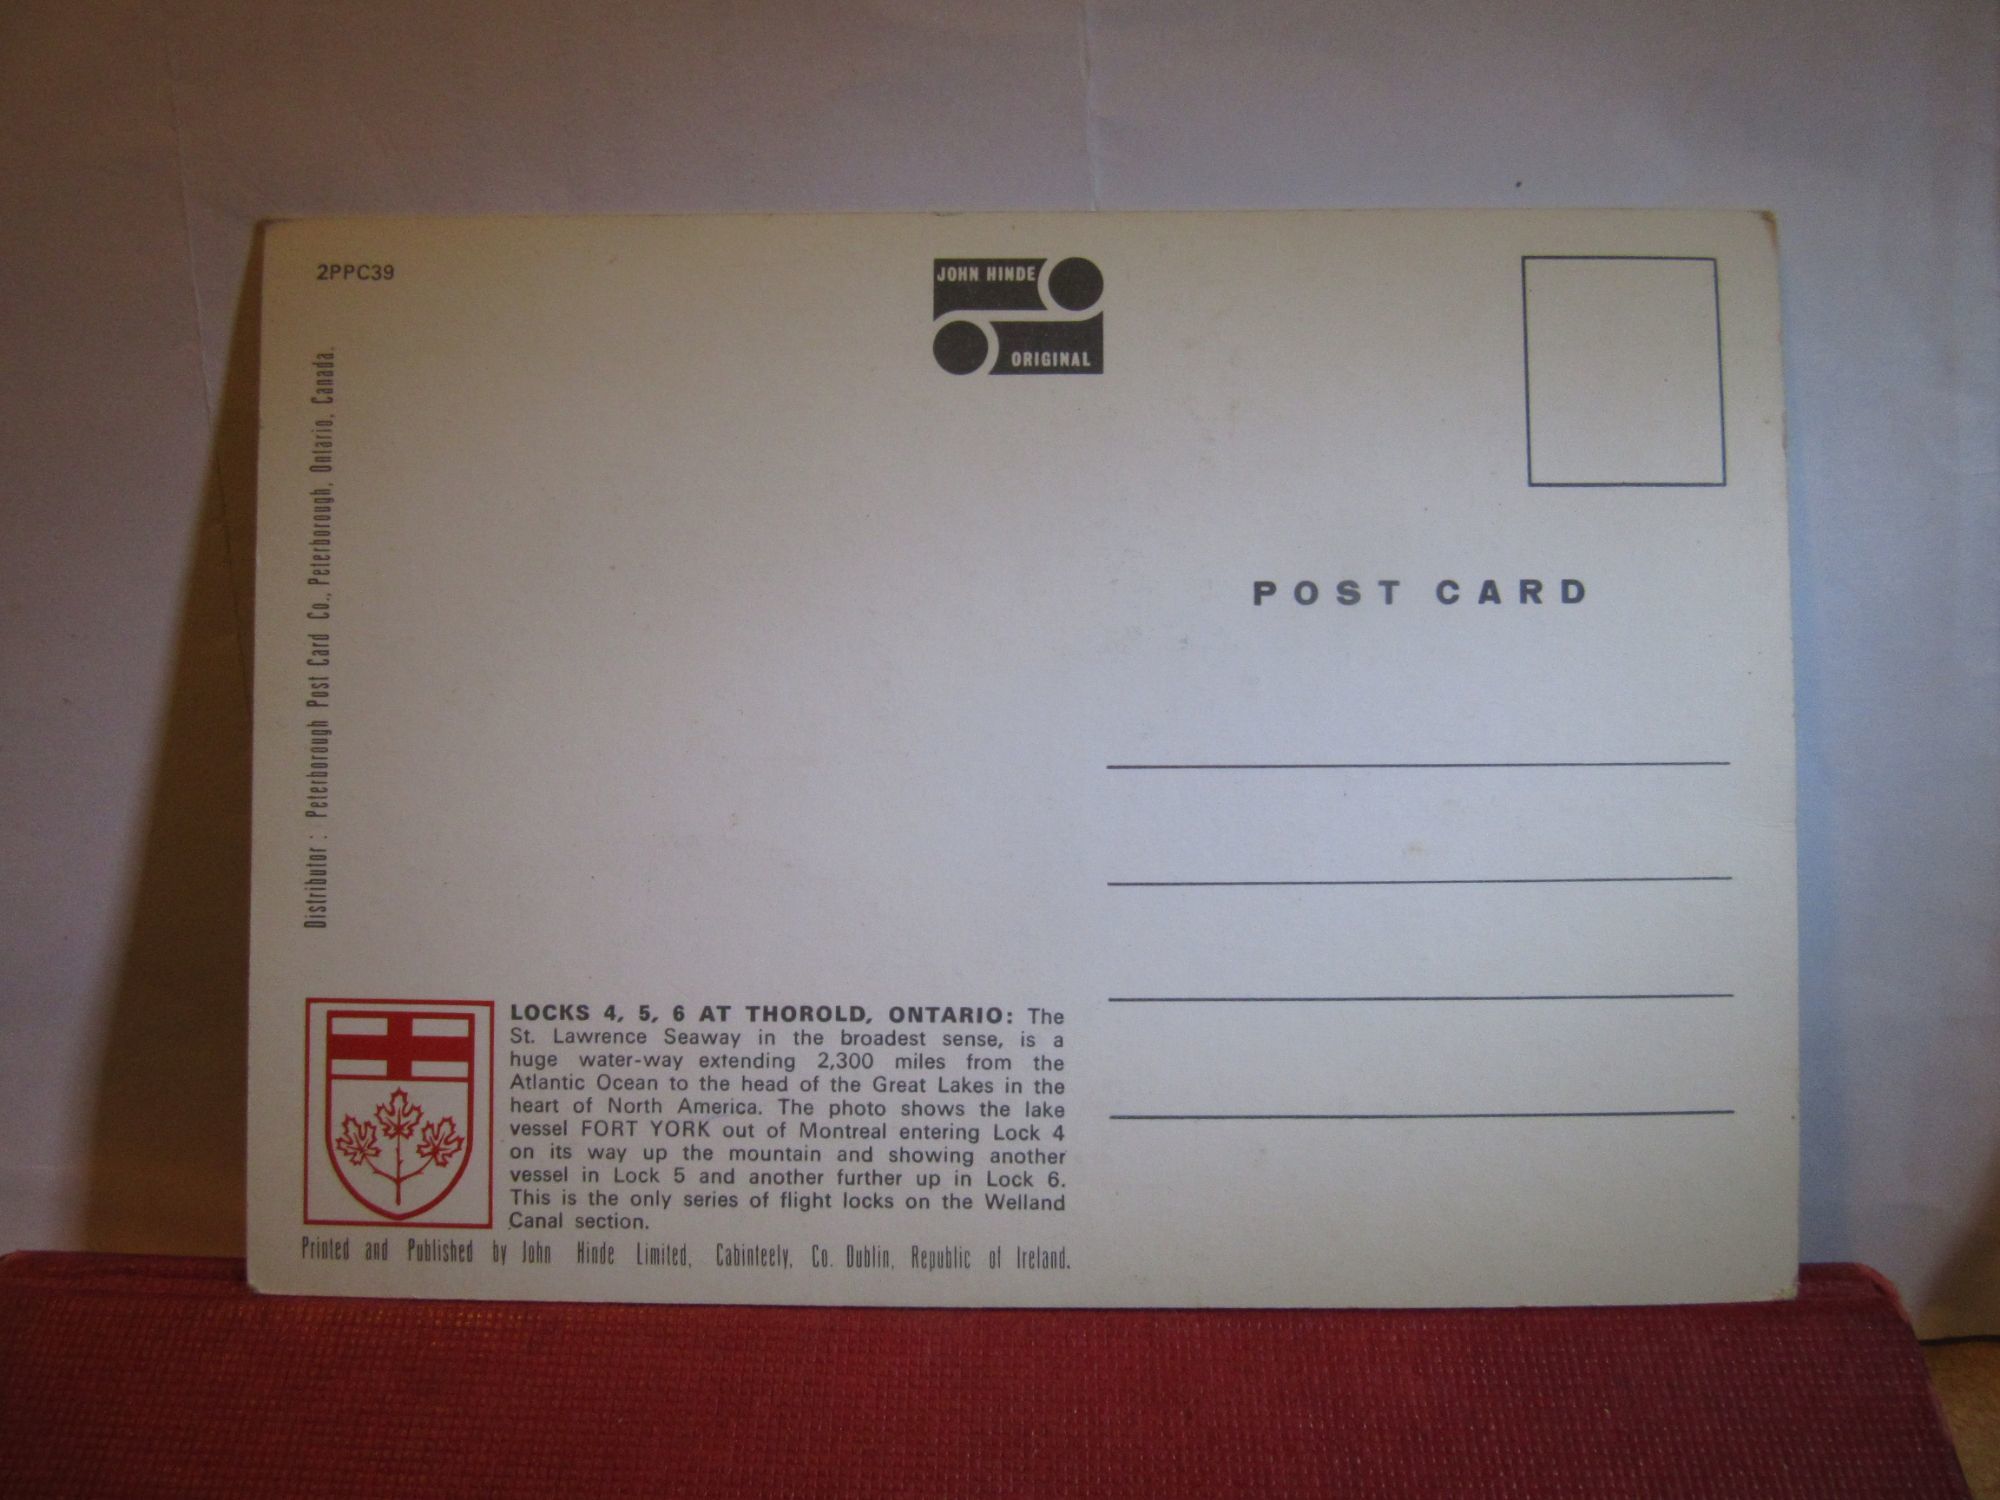 2PPC39
JOHN HINDE
ORIGINAL
Distributor : Peterborough Post Card Co., Peterborough, Ontario, Canada.
POST CARD
LOCKS 4, 5, 6 AT THOROLD, ONTARIO: The
St. Lawrence Seaway in the broadest sense, is a
huge water-way extending 2,300 miles from the
Atlantic Ocean to the head of the Great Lakes in the
heart of North America. The photo shows the lake
vessel FORT YORK out of Montreal entering Lock 4
on its way up the mountain and showing another
vessel in Lock 5 and another further up in Lock 6.
This is the only series of flight locks on the Welland
Canal section.
Printed and Published by John Hinde Limited, Cabinteely, Co. Dublin, Republic of Ireland.